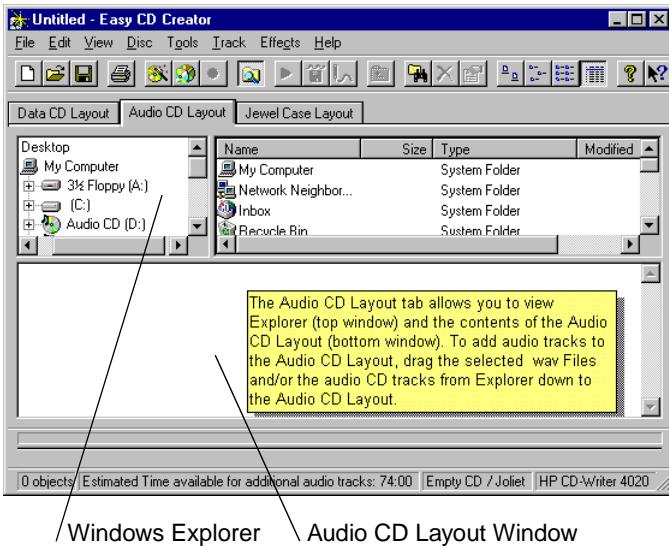 Untitled - Easy CD Creator
File Edit View Disc Tools Track Effects Help
Data CD Layout Audio CD Layout Jewel Case Layout
Desktop
My Computer
3½ Floppy (A:)
(C:)
Audio CD (D:)
Name Size Type Modified
My Computer System Folder
Network Neighbor... System Folder
Inbox System Folder
Recycle Bin System Folder
The Audio CD Layout tab allows you to view
Explorer (top window) and the contents of the Audio
CD Layout (bottom window). To add audio tracks to
the Audio CD Layout, drag the selected wav Files
and/or the audio CD tracks from Explorer down to
the Audio CD Layout.
0 objects Estimated Time available for additional audio tracks: 74:00 Empty CD / Joliet HP CD-Writer 4020
Windows Explorer Audio CD Layout Window